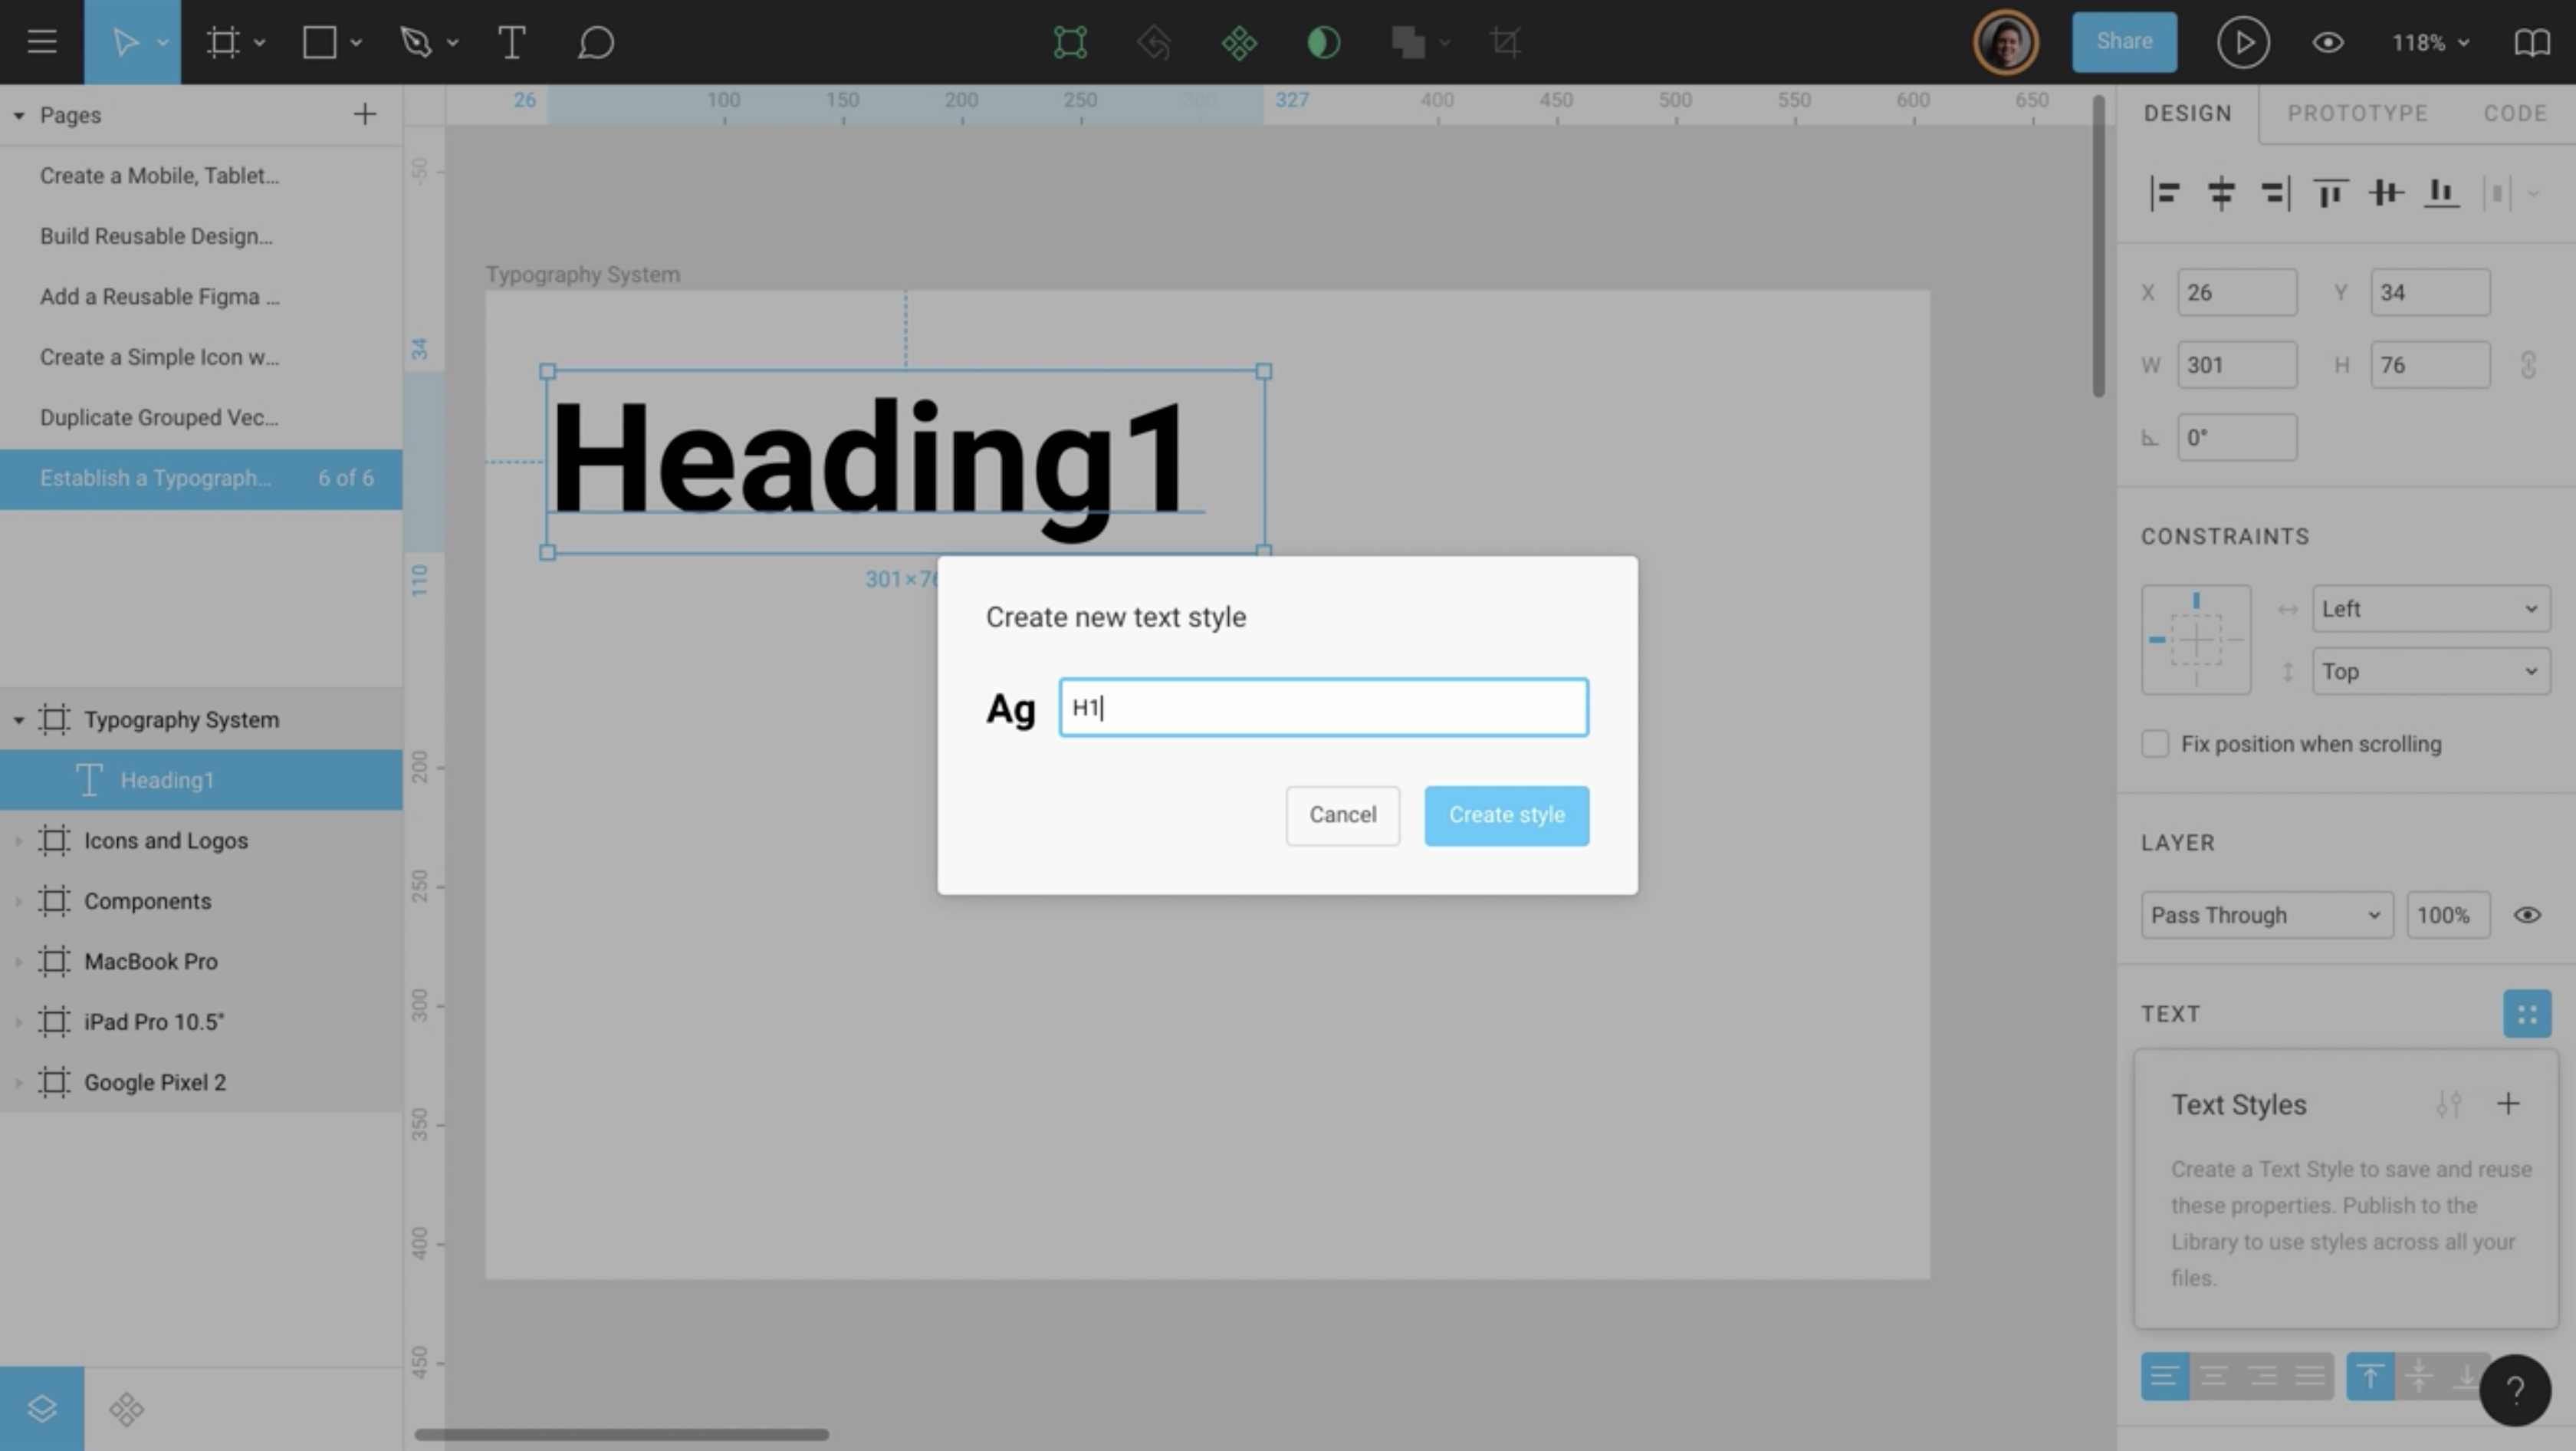 Share
118%
Pages
Create a Mobile, Tablet...
Build Reusable Design...
Add a Reusable Figma ...
Create a Simple Icon w...
Duplicate Grouped Vec...
Establish a Typograph... 6 of 6
Typography System
Heading1
Icons and Logos
Components
MacBook Pro
iPad Pro 10.5"
Google Pixel 2
26 100 150 200 250 300 327 400 450 500 550 600 650
-50
34
110
200
250
300
350
400
450
Typography System
Heading1
301×76
Create new text style
Ag H1
Cancel Create style
DESIGN PROTOTYPE CODE
X 26 Y 34
W 301 H 76
0°
CONSTRAINTS
Left
Top
Fix position when scrolling
LAYER
Pass Through 100%
TEXT
Text Styles
Create a Text Style to save and reuse
these properties. Publish to the
Library to use styles across all your
files.
?